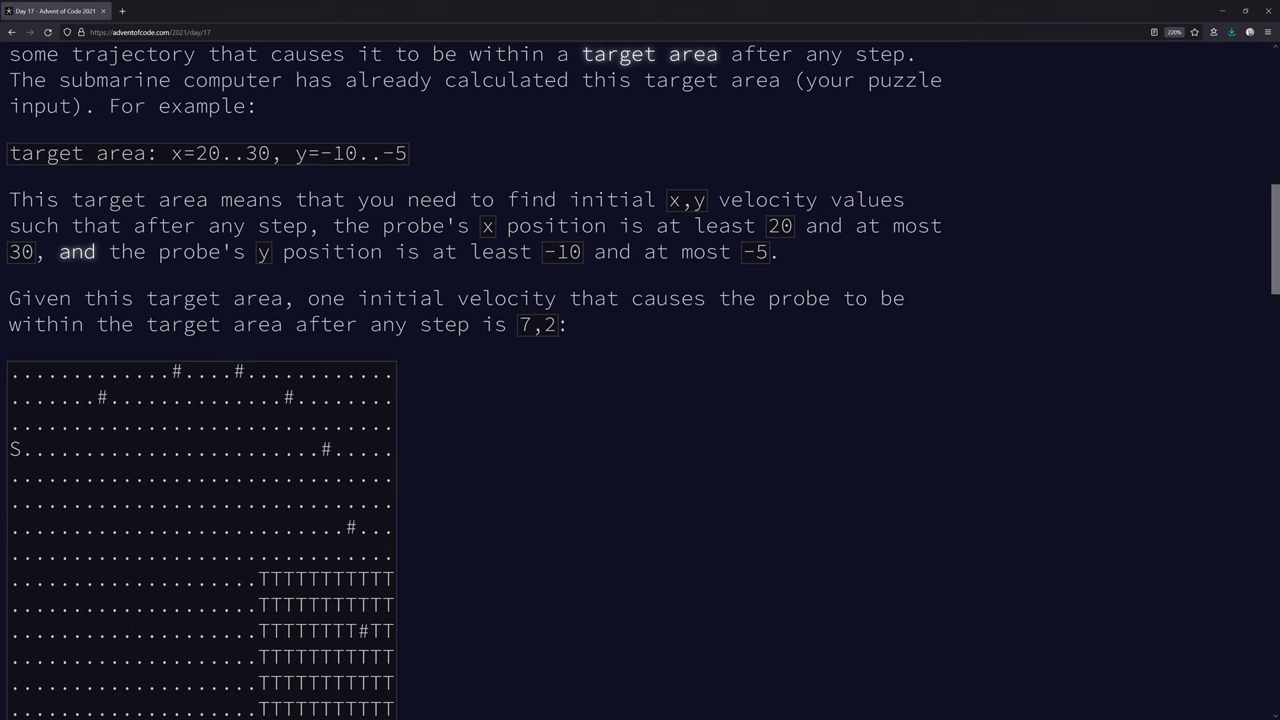 Day 17 - Advent of Code 2021
https://adventofcode.com/2021/day/17
220%
some trajectory that causes it to be within a target area after any step.
The submarine computer has already calculated this target area (your puzzle
input). For example:
target area: x=20..30, y=-10..-5
This target area means that you need to find initial x,y velocity values
such that after any step, the probe's x position is at least 20 and at most
30, and the probe's y position is at least -10 and at most -5.
Given this target area, one initial velocity that causes the probe to be
within the target area after any step is 7,2:
.............#....#............
.......#..............#........
...............................
S........................#.....
...............................
...............................
...........................#...
...............................
....................TTTTTTTTTTT
....................TTTTTTTTTTT
....................TTTTTTTT#TT
....................TTTTTTTTTTT
....................TTTTTTTTTTT
....................TTTTTTTTTTT